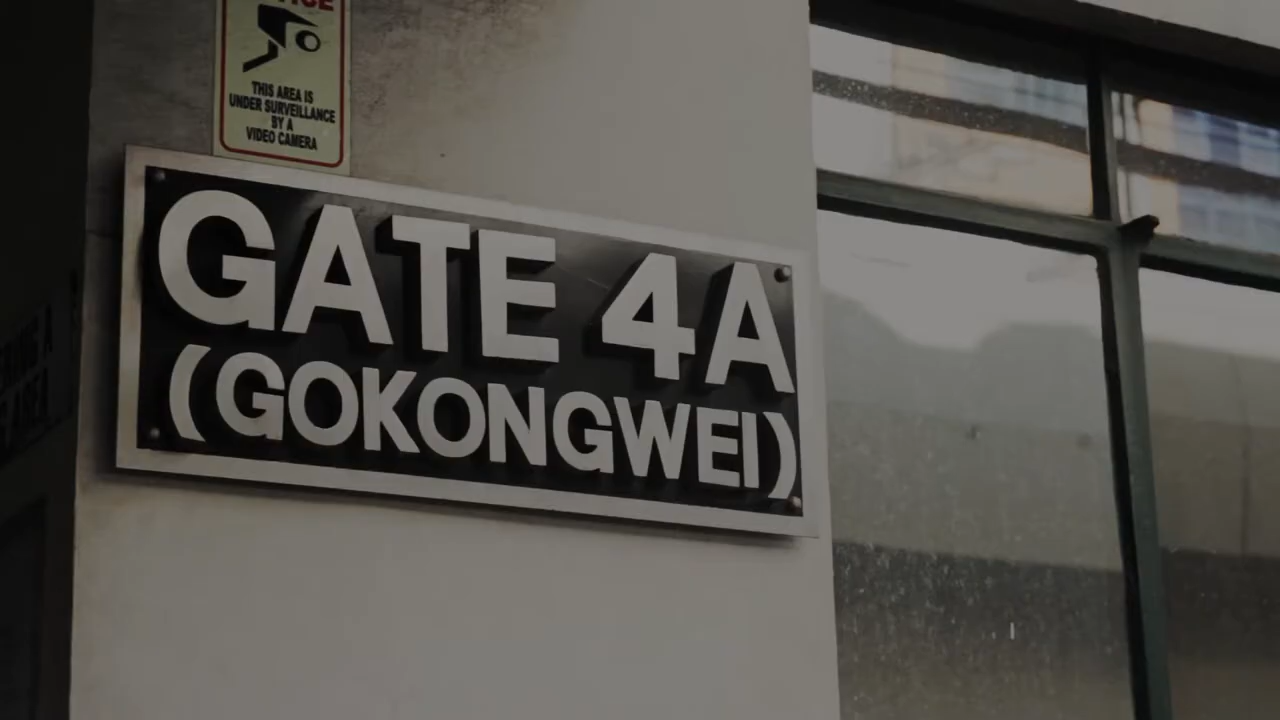 THIS AREA IS
UNDER SURVEILLANCE
BY A
VIDEO CAMERA
GATE 4A
(GOKONGWEI)